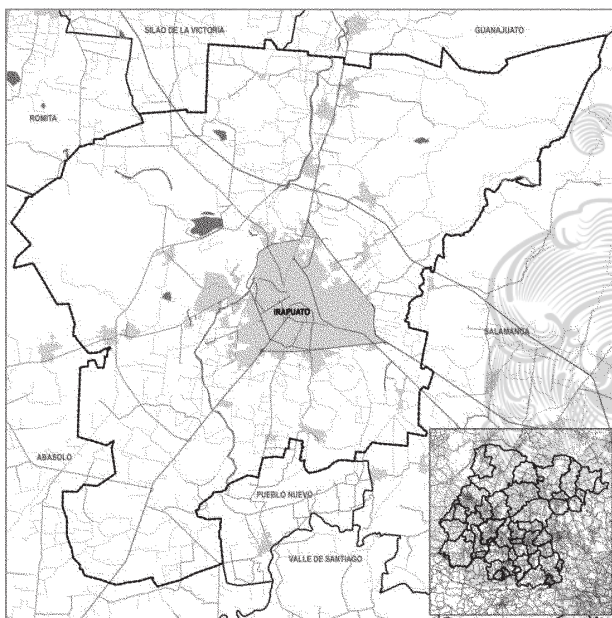 SILAO DE LA VICTORIA
GUANAJUATO
ROMITA
IRAPUATO
SALAMANCA
ABASOLO
PUEBLO NUEVO
VALLE DE SANTIAGO